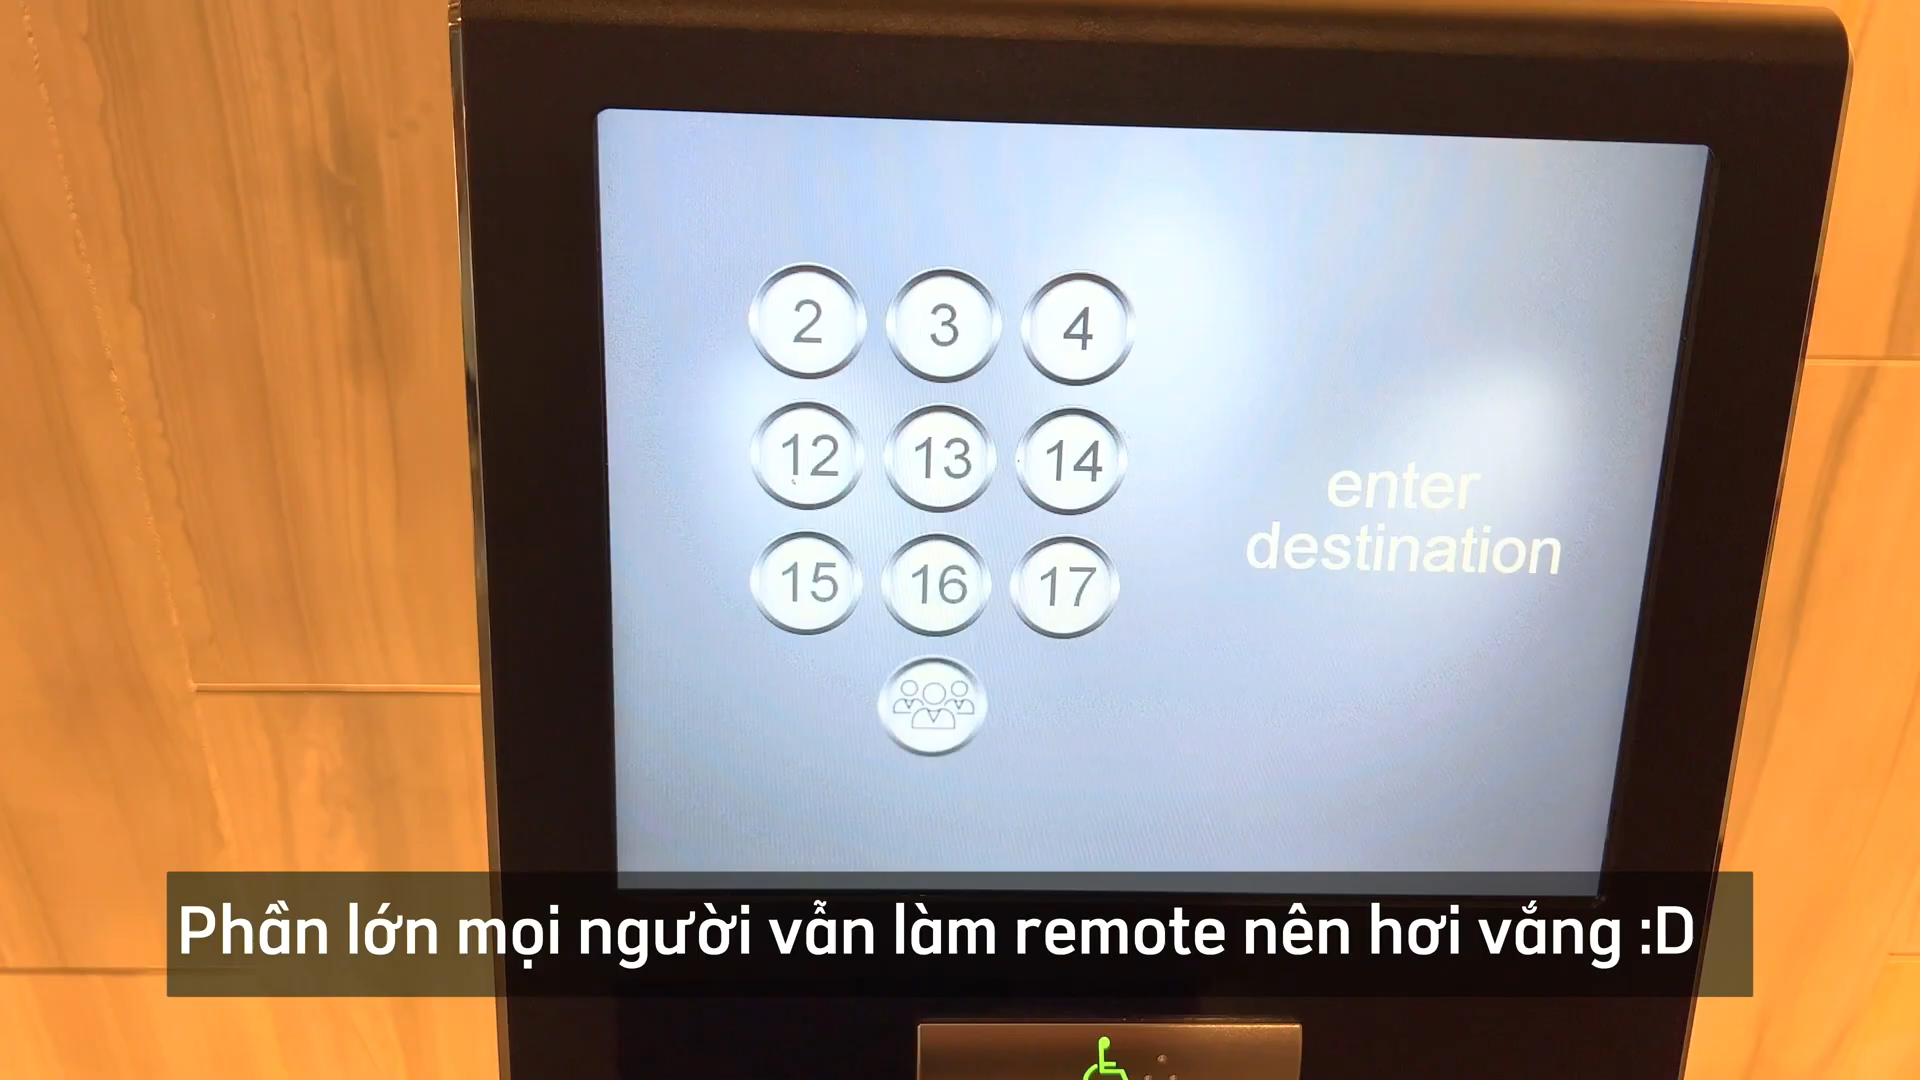 2 3 4
12 13 14
15 16 17
enter
destination
Phần lớn mọi người vẫn làm remote nên hơi vắng :D